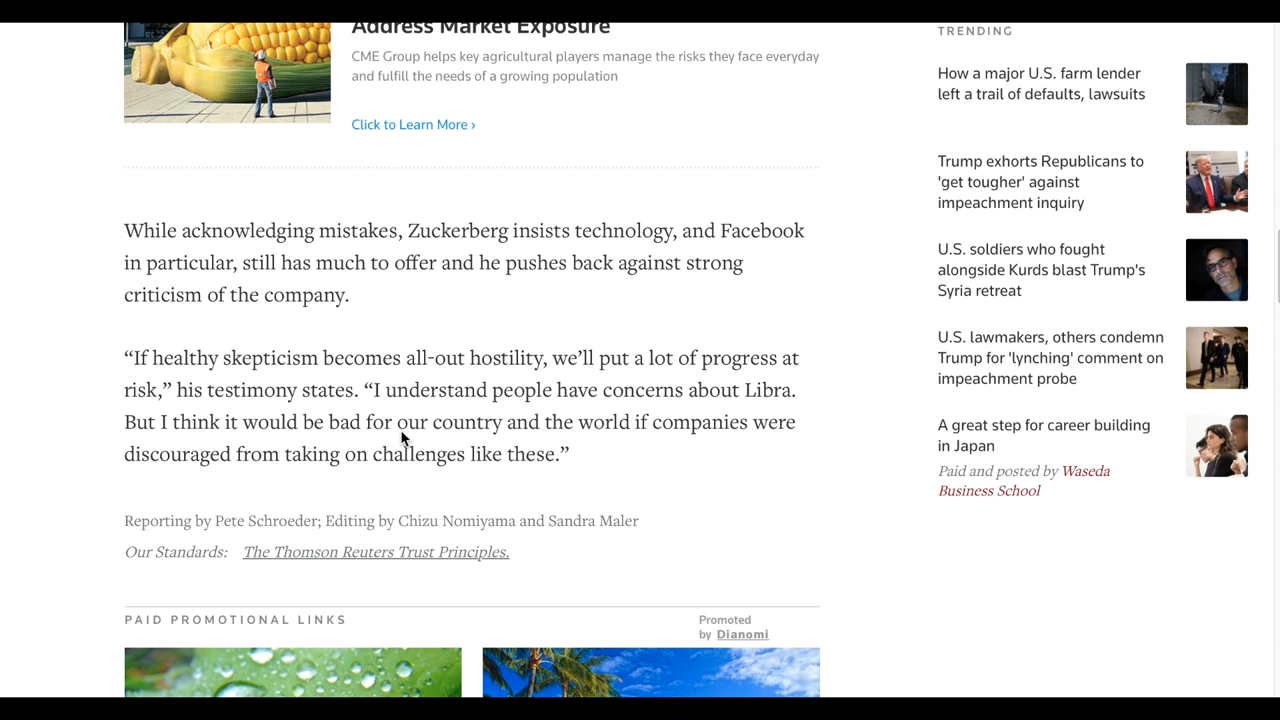 Address Market Exposure
CME Group helps key agricultural players manage the risks they face everyday
and fulfill the needs of a growing population
Click to Learn More ›
While acknowledging mistakes, Zuckerberg insists technology, and Facebook
in particular, still has much to offer and he pushes back against strong
criticism of the company.
“If healthy skepticism becomes all-out hostility, we’ll put a lot of progress at
risk,” his testimony states. “I understand people have concerns about Libra.
But I think it would be bad for our country and the world if companies were
discouraged from taking on challenges like these.”
Reporting by Pete Schroeder; Editing by Chizu Nomiyama and Sandra Maler
Our Standards: The Thomson Reuters Trust Principles.
PAID PROMOTIONAL LINKS
Promoted
by Dianomi
TRENDING
How a major U.S. farm lender
left a trail of defaults, lawsuits
Trump exhorts Republicans to
'get tougher' against
impeachment inquiry
U.S. soldiers who fought
alongside Kurds blast Trump's
Syria retreat
U.S. lawmakers, others condemn
Trump for 'lynching' comment on
impeachment probe
A great step for career building
in Japan
Paid and posted by Waseda
Business School